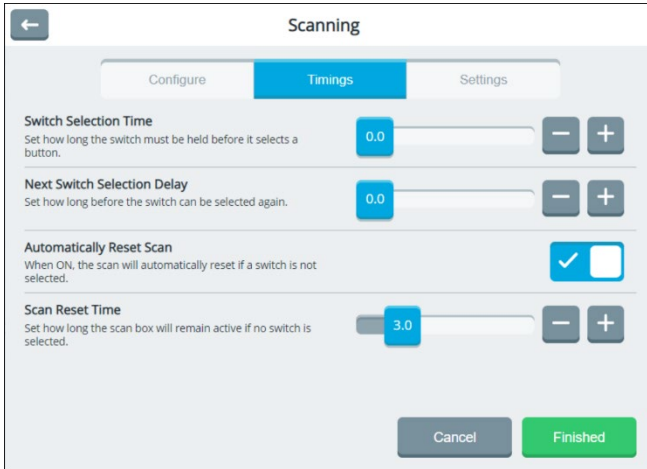 Scanning
Configure
Timings
Settings
Switch Selection Time
Set how long the switch must be held before it selects a
button.
0.0
Next Switch Selection Delay
Set how long before the switch can be selected again.
0.0
Automatically Reset Scan
When ON, the scan will automatically reset if a switch is not
selected.
Scan Reset Time
Set how long the scan box will remain active if no switch is
selected.
3.0
Cancel
Finished